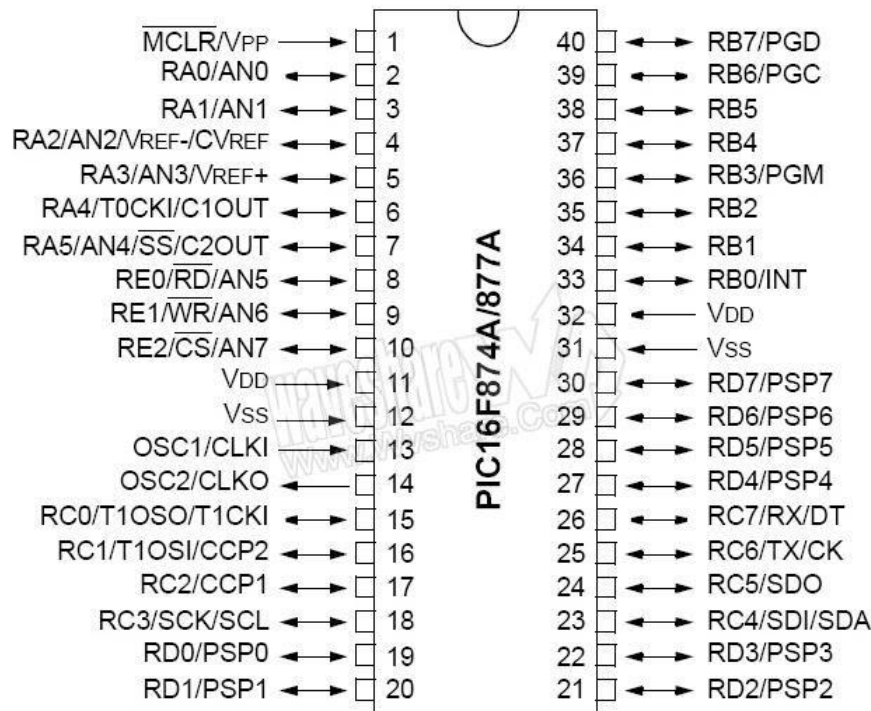 M̅C̅L̅R̅/VPP 1 40 RB7/PGD
RA0/AN0 2 39 RB6/PGC
RA1/AN1 3 38 RB5
RA2/AN2/VREF-/CVREF 4 37 RB4
RA3/AN3/VREF+ 5 36 RB3/PGM
RA4/T0CKI/C1OUT 6 35 RB2
RA5/AN4/S̅S̅/C2OUT 7 34 RB1
RE0/R̅D̅/AN5 8 33 RB0/INT
RE1/W̅R̅/AN6 9 32 VDD
RE2/C̅S̅/AN7 10 31 VSS
VDD 11 30 RD7/PSP7
VSS 12 29 RD6/PSP6
OSC1/CLKI 13 28 RD5/PSP5
OSC2/CLKO 14 27 RD4/PSP4
RC0/T1OSO/T1CKI 15 26 RC7/RX/DT
RC1/T1OSI/CCP2 16 25 RC6/TX/CK
RC2/CCP1 17 24 RC5/SDO
RC3/SCK/SCL 18 23 RC4/SDI/SDA
RD0/PSP0 19 22 RD3/PSP3
RD1/PSP1 20 21 RD2/PSP2
PIC16F874A/877A